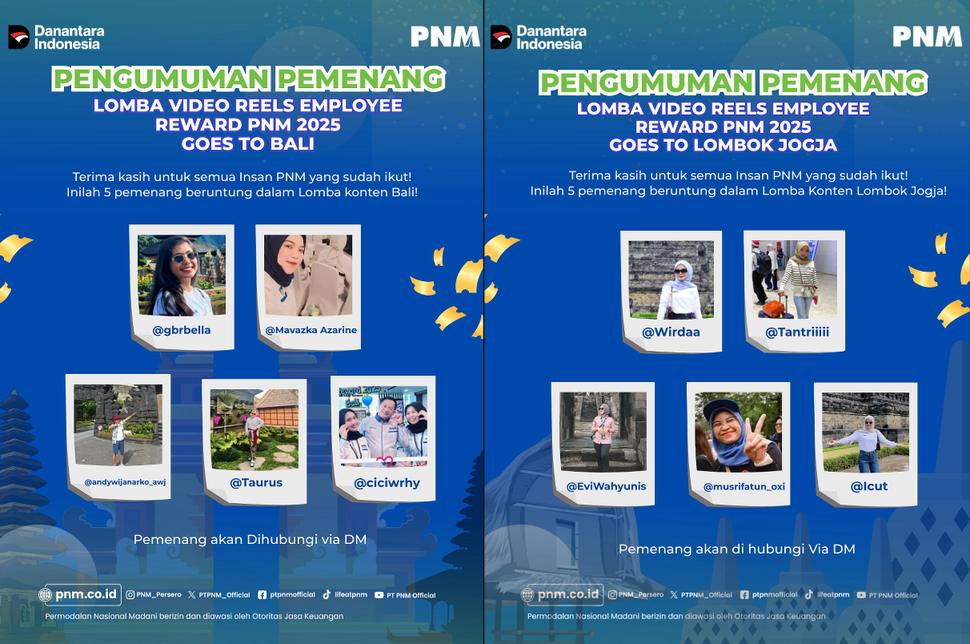 Danantara
Indonesia
PNM
PENGUMUMAN PEMENANG
LOMBA VIDEO REELS EMPLOYEE
REWARD PNM 2025
GOES TO BALI
Terima kasih untuk semua Insan PNM yang sudah ikut!
Inilah 5 pemenang beruntung dalam Lomba konten Bali!
@gbrbella
@Mavazka Azarine
@andywijanarko_awj
@Taurus
@ciciwrhy
Pemenang akan Dihubungi via DM
pnm.co.id PNM_Persero PTPNM_Official ptpnmofficial lifeatpnm PT PNM Official
Permodalan Nasional Madani berizin dan diawasi oleh Otoritas Jasa Keuangan
Danantara
Indonesia
PNM
PENGUMUMAN PEMENANG
LOMBA VIDEO REELS EMPLOYEE
REWARD PNM 2025
GOES TO LOMBOK JOGJA
Terima kasih untuk semua Insan PNM yang sudah ikut!
Inilah 5 pemenang beruntung dalam Lomba Konten Lombok Jogja!
@Wirdaa
@Tantriiiii
@EviWahyunis
@musrifatun_oxi
@Icut
Pemenang akan di hubungi Via DM
pnm.co.id PNM_Persero PTPNM_Official ptpnmofficial lifeatpnm PT PNM Official
Permodalan Nasional Madani berizin dan diawasi oleh Otoritas Jasa Keuangan